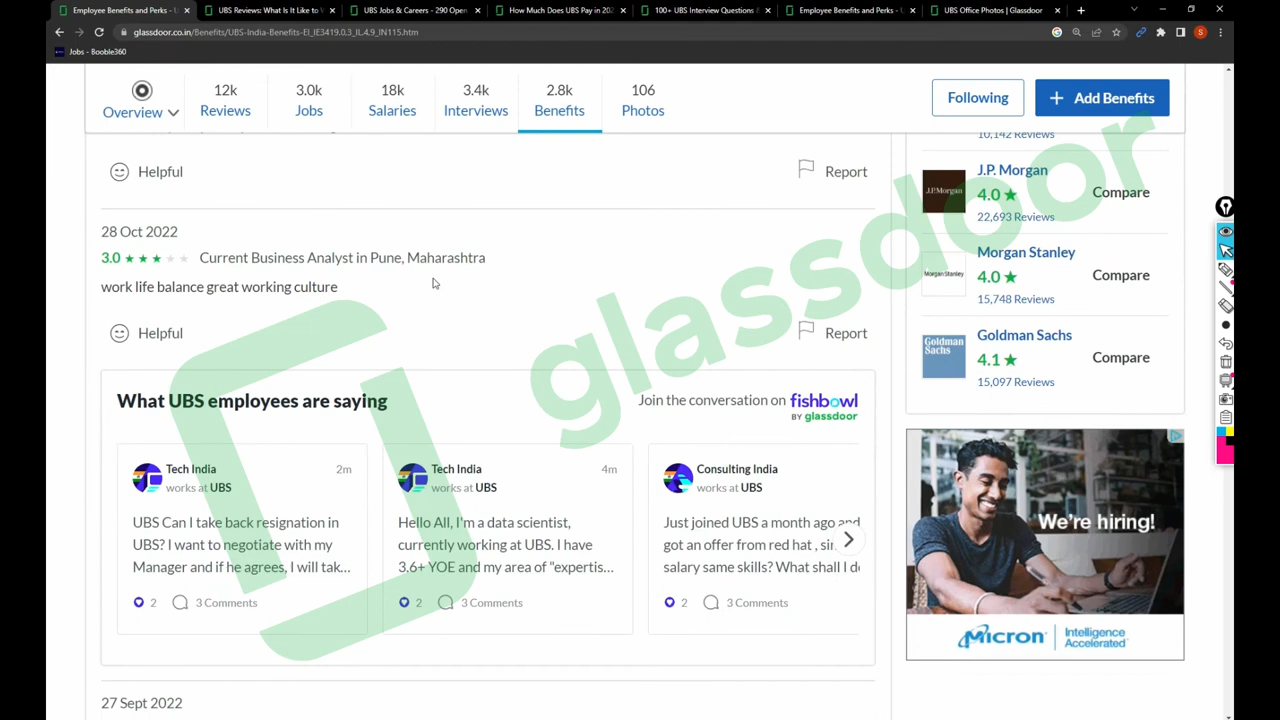 Employee Benefits and Perks - U
UBS Reviews: What Is It Like to W
UBS Jobs & Careers - 290 Open
How Much Does UBS Pay in 202
100+ UBS Interview Questions &
Employee Benefits and Perks -
UBS Office Photos | Glassdoor
glassdoor.co.in/Benefits/UBS-India-Benefits-EI_IE3419.0,3_IL.4,9_IN115.htm
Jobs - Booble360
12k
3.0k
18k
3.4k
2.8k
106
Overview
Reviews
Jobs
Salaries
Interviews
Benefits
Photos
Following
+ Add Benefits
10,142 Reviews
Helpful
Report
J.P. Morgan
J.P.Morgan
4.0 ★
Compare
22,693 Reviews
28 Oct 2022
3.0 ★★★★★ Current Business Analyst in Pune, Maharashtra
work life balance great working culture
Morgan Stanley
Morgan Stanley
4.0 ★
Compare
15,748 Reviews
Helpful
Report
Goldman Sachs
Goldman
Sachs
4.1 ★
Compare
15,097 Reviews
glassdoor
What UBS employees are saying
Join the conversation on fishbowl
BY glassdoor
Tech India
2m
works at UBS
UBS Can I take back resignation in
UBS? I want to negotiate with my
Manager and if he agrees, I will tak...
2
3 Comments
Tech India
4m
works at UBS
Hello All, I'm a data scientist,
currently working at UBS. I have
3.6+ YOE and my area of "expertis...
2
3 Comments
Consulting India
works at UBS
Just joined UBS a month ago and
got an offer from red hat , sin
salary same skills? What shall I do
2
3 Comments
We're hiring!
Micron
Intelligence
Accelerated
27 Sept 2022